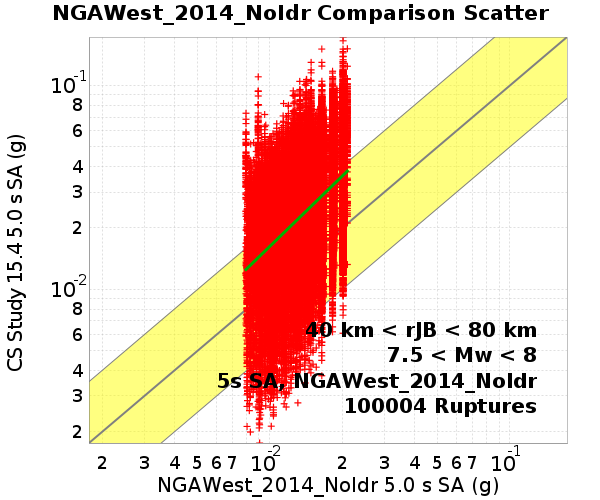 NGAWest_2014_NoIdr Comparison Scatter
CS Study 15.4 5.0 s SA (g)
10-1
8
6
4
3
2
10-2
8
6
4
3
2
40 km < rJB < 80 km
7.5 < Mw < 8
5s SA, NGAWest_2014_NoIdr
100004 Ruptures
2 3 4 5 6 7 10-2 2 3 4 5 6 7 10-1
NGAWest_2014_NoIdr 5.0 s SA (g)